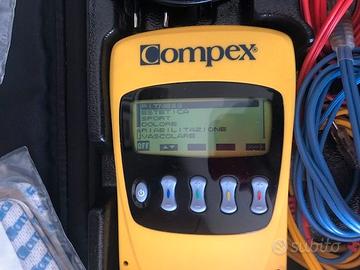 Compex®
FITNESS
ESTETICA
SPORT
DOLORE
RIABILITAZIONE
VASCOLARE
OFF
subito